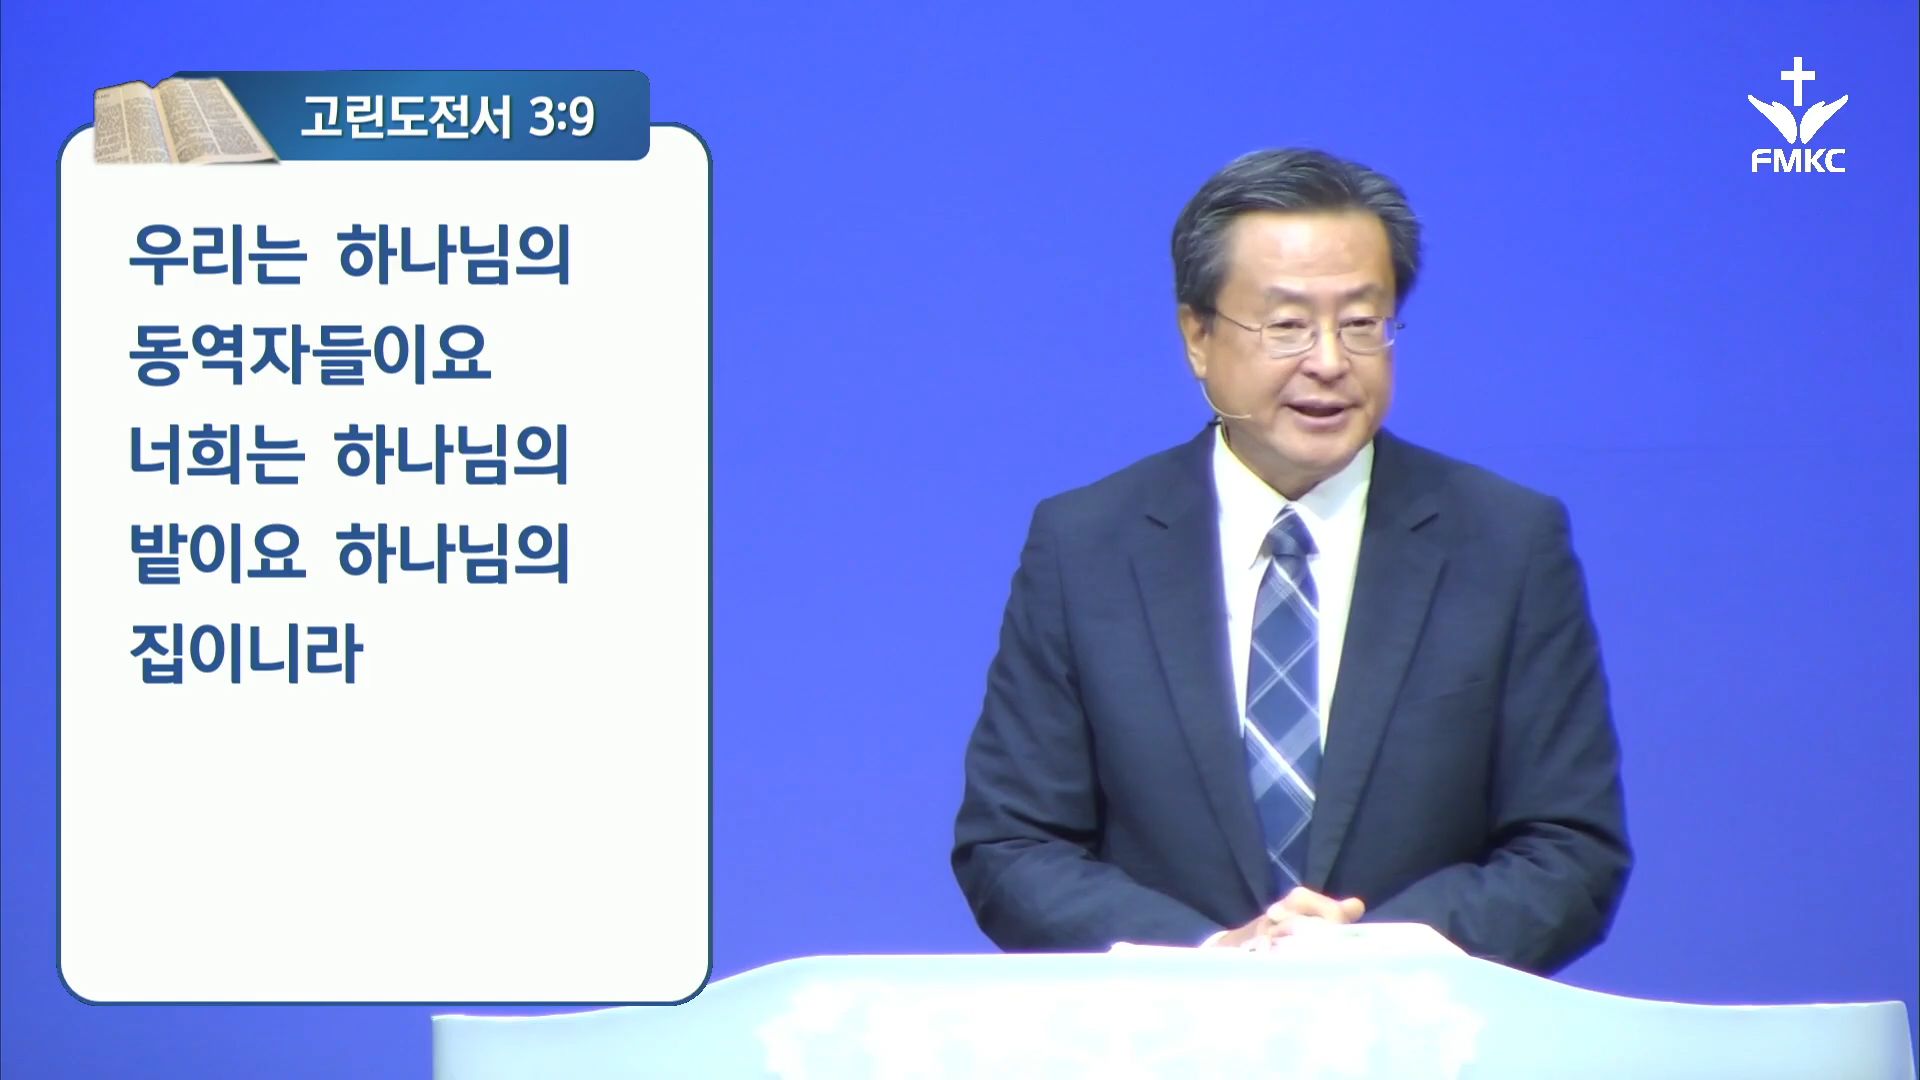 고린도전서 3:9
우리는 하나님의
동역자들이요
너희는 하나님의
밭이요 하나님의
집이니라
FMKC